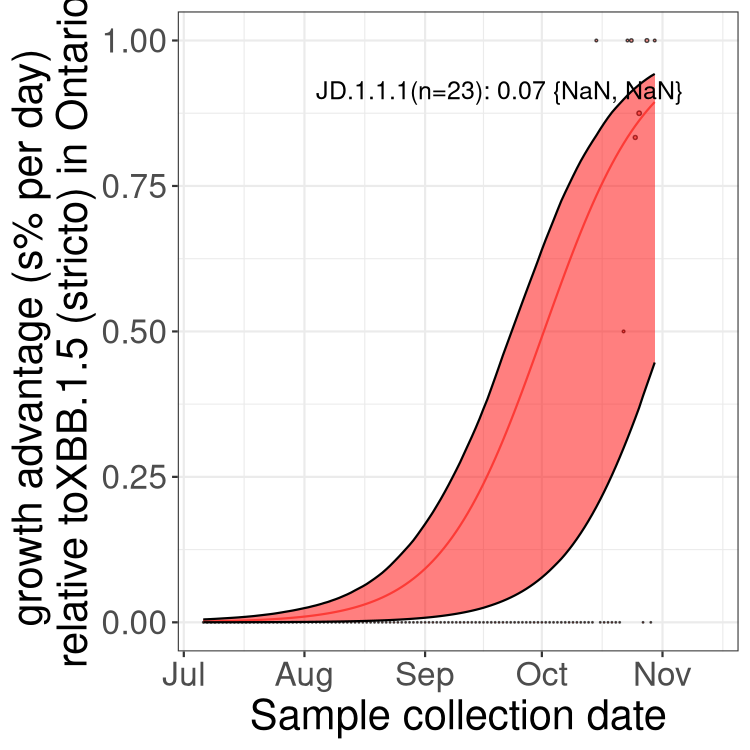 growth advantage (s% per day)
relative toXBB.1.5 (stricto) in Ontario
1.00
0.75
0.50
0.25
0.00
JD.1.1.1(n=23): 0.07 {NaN, NaN}
Jul Aug Sep Oct Nov
Sample collection date